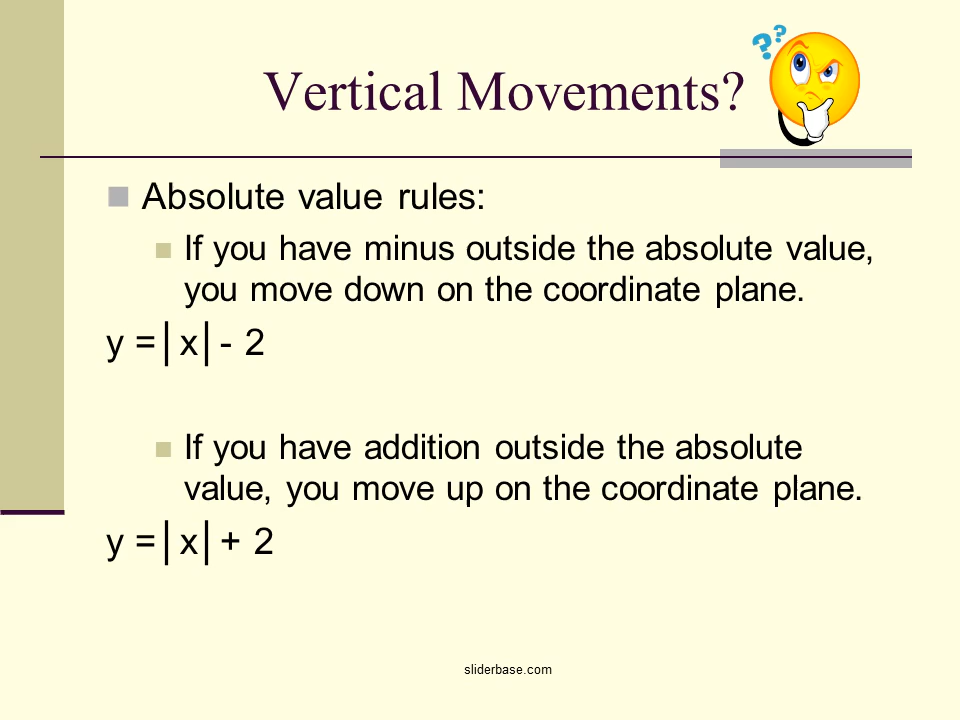 Vertical Movements?
? ?
Absolute value rules:
If you have minus outside the absolute value,
you move down on the coordinate plane.
y =│x│- 2
If you have addition outside the absolute
value, you move up on the coordinate plane.
y =│x│+ 2
sliderbase.com